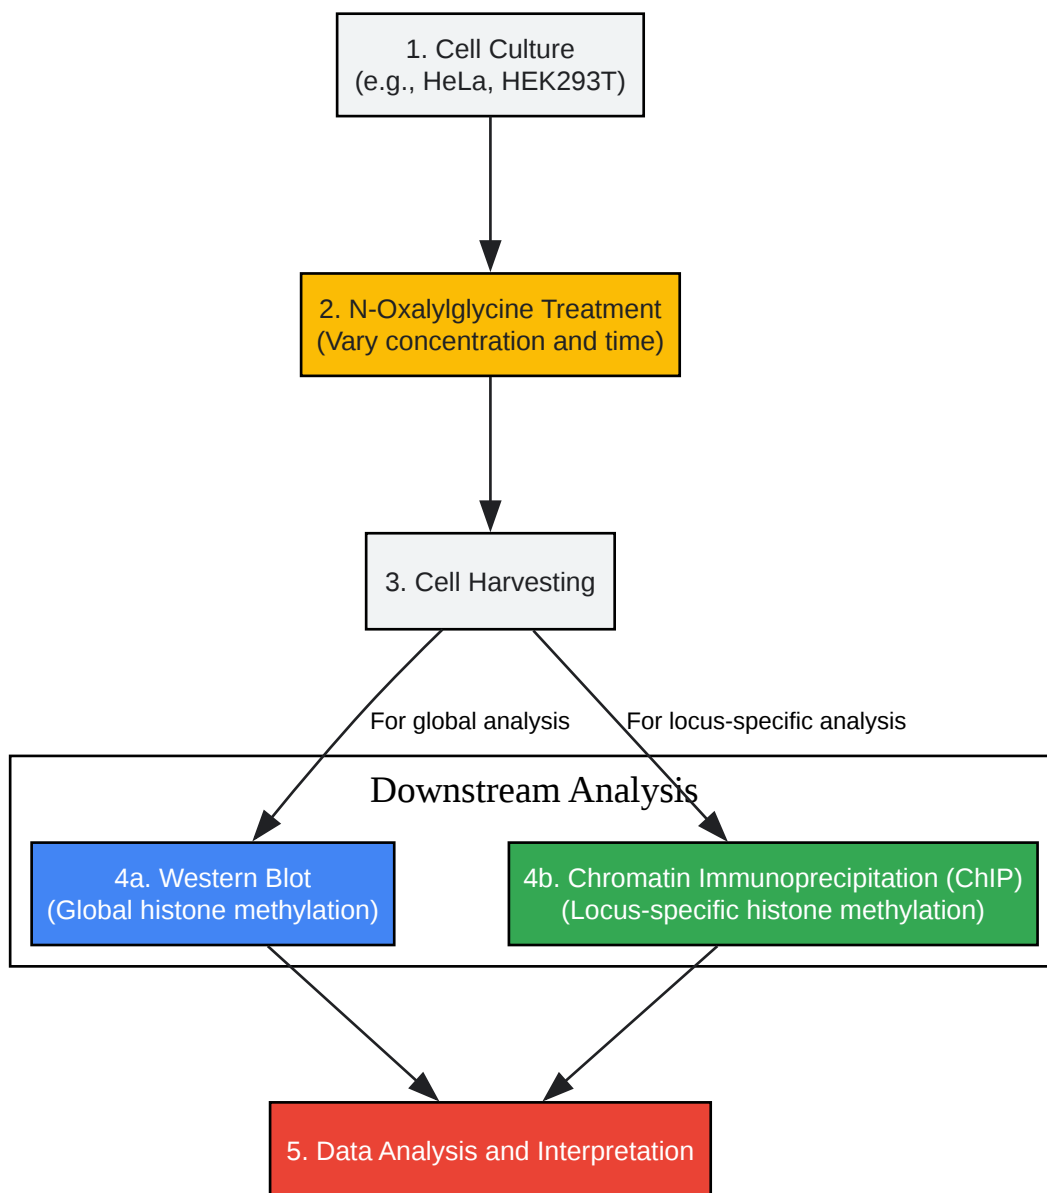 1. Cell Culture
(e.g., HeLa, HEK293T)
2. N-Oxalylglycine Treatment
(Vary concentration and time)
3. Cell Harvesting
For global analysis
For locus-specific analysis
Downstream Analysis
4a. Western Blot
(Global histone methylation)
4b. Chromatin Immunoprecipitation (ChIP)
(Locus-specific histone methylation)
5. Data Analysis and Interpretation